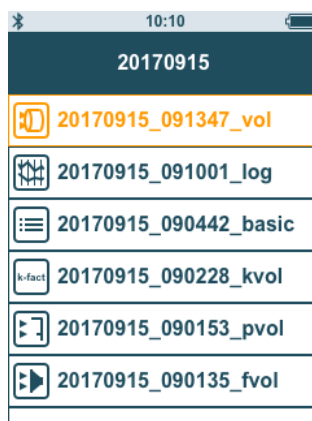 10:10
20170915
20170915_091347_vol
20170915_091001_log
20170915_090442_basic
k-fact 20170915_090228_kvol
20170915_090153_pvol
20170915_090135_fvol